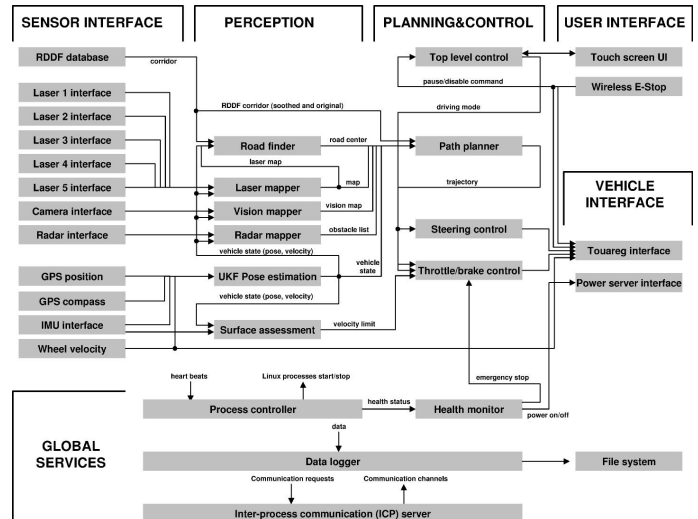 SENSOR INTERFACE
PERCEPTION
PLANNING&CONTROL
USER INTERFACE
RDDF database
corridor
Top level control
Touch screen UI
pause/disable command
Wireless E-Stop
Laser 1 interface
RDDF corridor (soothed and original)
driving mode
Laser 2 interface
Laser 3 interface
Road finder
road center
Path planner
Laser 4 interface
laser map
Laser 5 interface
Laser mapper
map
trajectory
VEHICLE
INTERFACE
Camera interface
Vision mapper
vision map
Radar interface
Radar mapper
obstacle list
Steering control
vehicle state (pose, velocity)
vehicle
state
Touareg interface
GPS position
UKF Pose estimation
Throttle/brake control
Power server interface
GPS compass
vehicle state (pose, velocity)
IMU interface
Surface assessment
velocity limit
Wheel velocity
heart beats
Linux processes start/stop
emergency stop
health status
Process controller
Health monitor
power on/off
GLOBAL
SERVICES
data
Data logger
File system
Communication requests
Communication channels
Inter-process communication (ICP) server